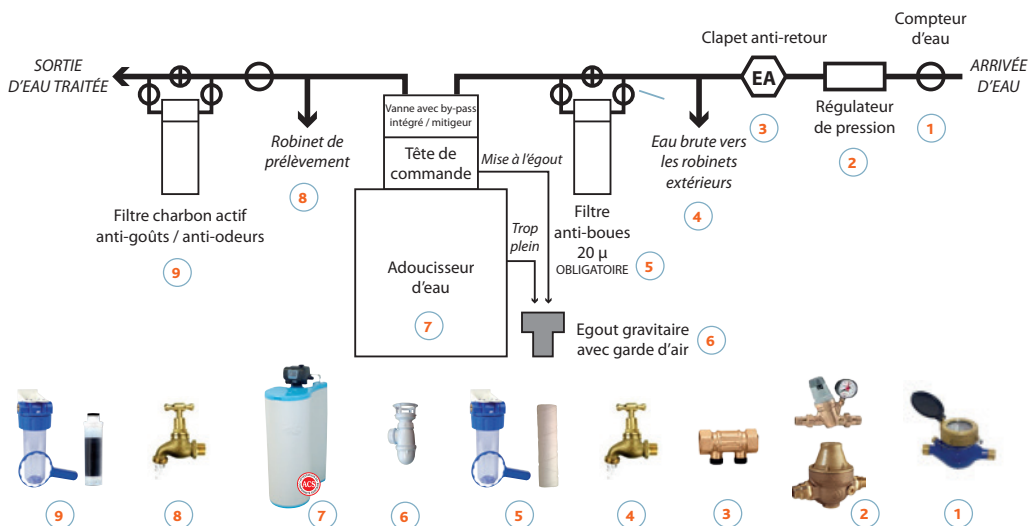 Compteur
d'eau
Clapet anti-retour
SORTIE
D'EAU TRAITÉE
ARRIVÉE
D'EAU
EA
Régulateur
de pression
1
2
3
Vanne avec by-pass
intégré / mitigeur
Robinet de
prélèvement
8
Tête de
commande
Mise à l'égout
Eau brute vers
les robinets
extérieurs
4
Filtre charbon actif
anti-goûts / anti-odeurs
9
Trop
plein
Filtre
anti-boues
20 µ
OBLIGATOIRE
5
Adoucisseur
d'eau
7
Egout gravitaire
avec garde d'air
6
ACS
9
8
7
6
5
4
3
2
1